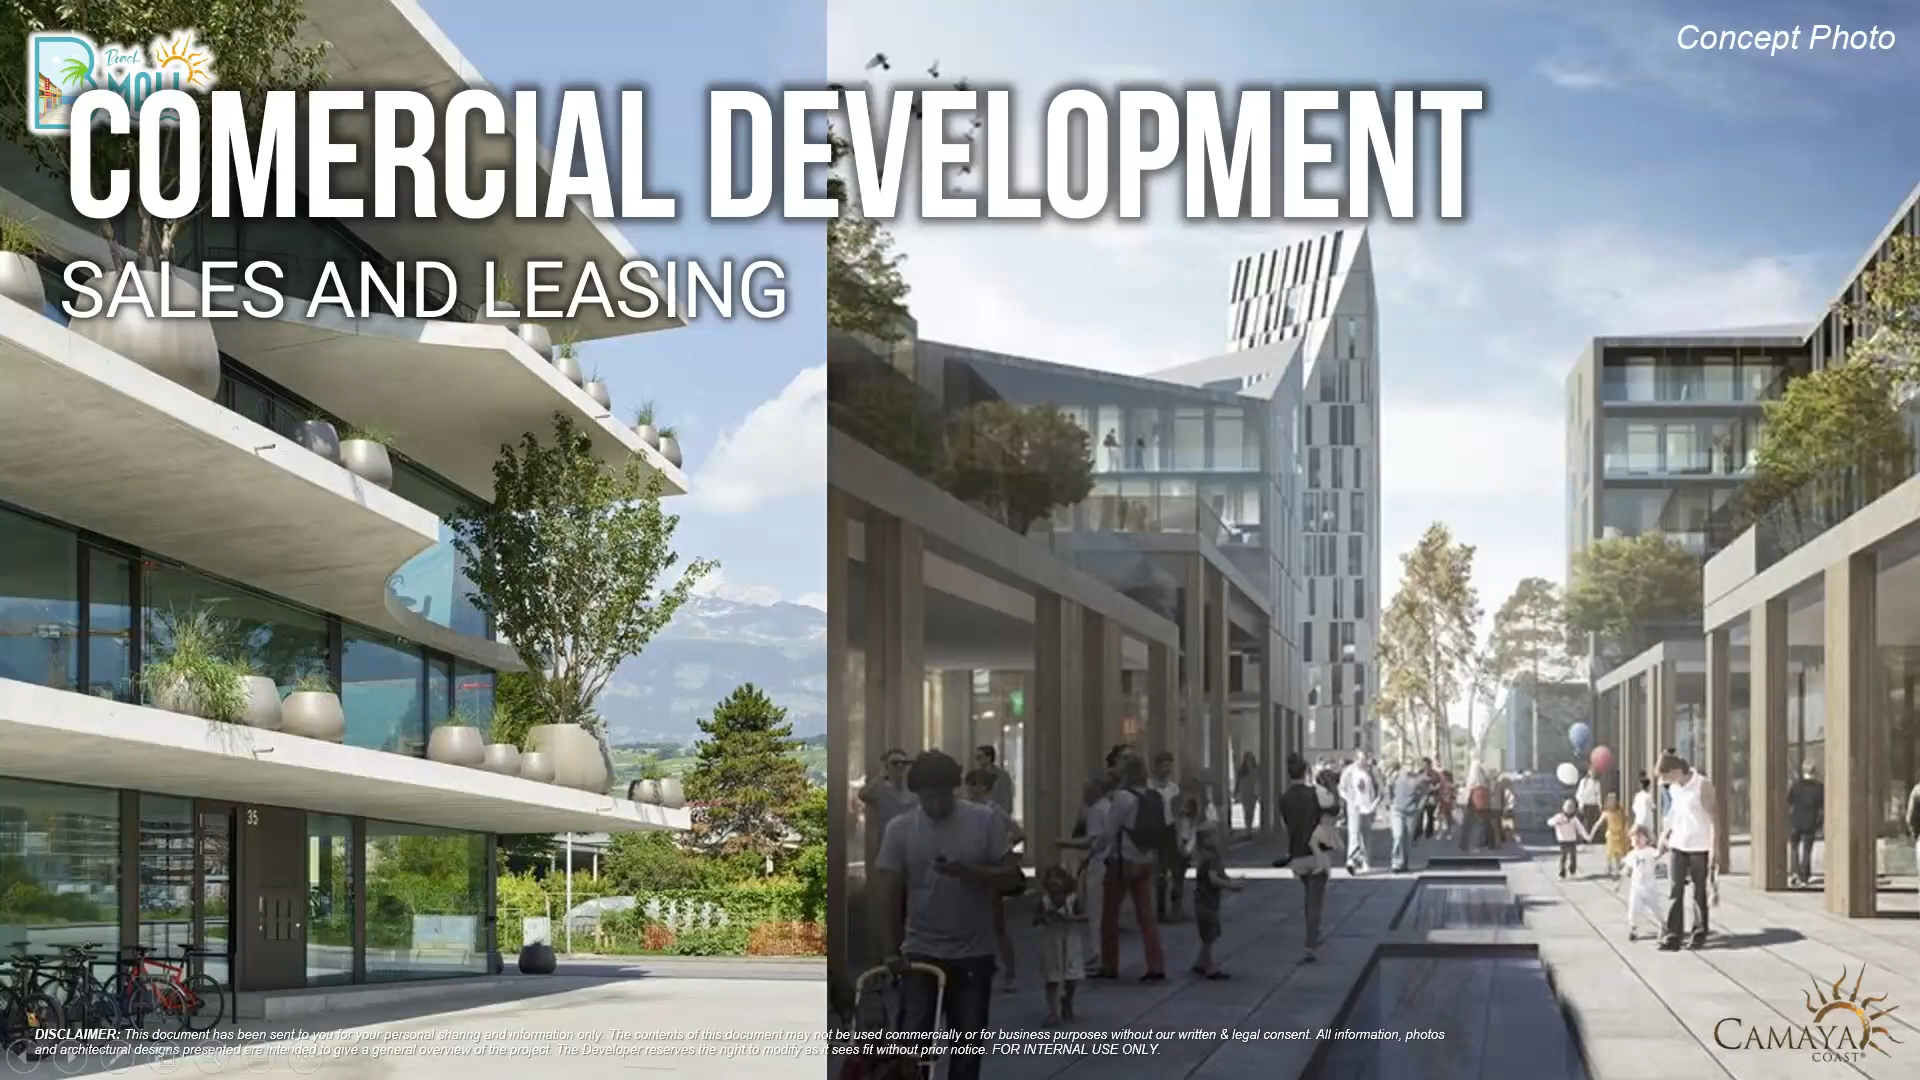 Concept Photo
Beach
MALL
COMERCIAL DEVELOPMENT
SALES AND LEASING
35
DISCLAIMER: This document has been sent to you for your personal sharing and information only. The contents of this document may not be used commercially or for business purposes without our written & legal consent. All information, photos
and architectural designs presented are intended to give a general overview of the project. The Developer reserves the right to modify as it sees fit without prior notice. FOR INTERNAL USE ONLY.
CAMAYA
COAST®